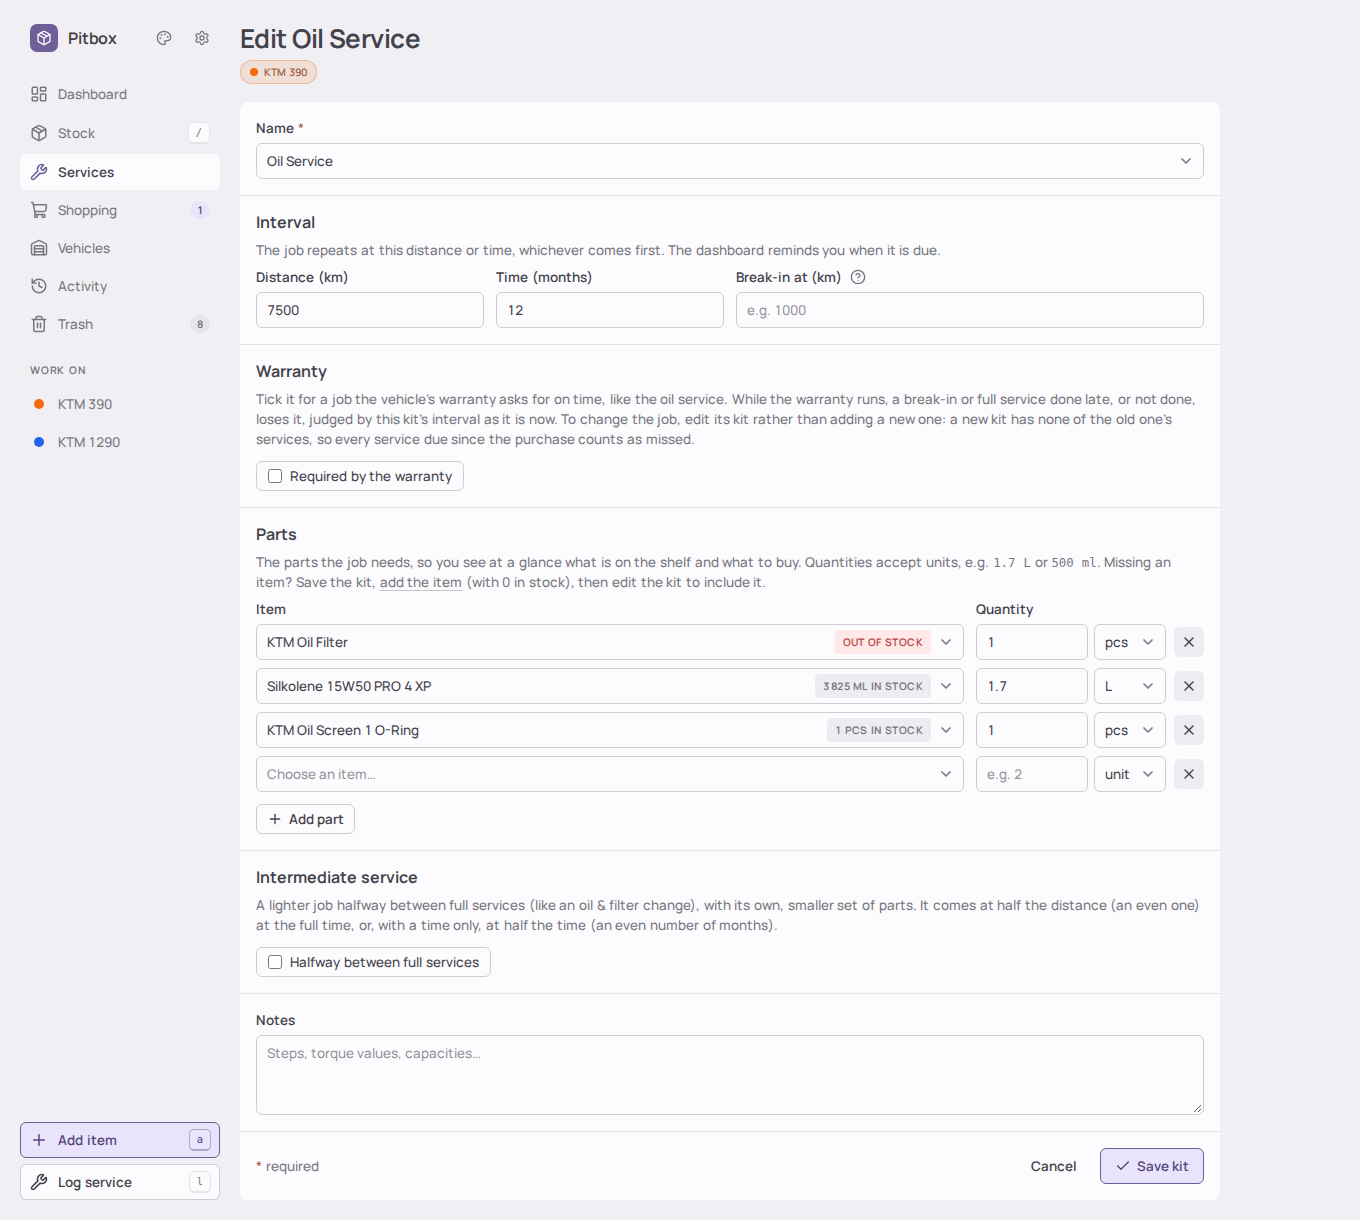 Pitbox
Dashboard
Stock /
Services
Shopping 1
Vehicles
Activity
Trash 8
WORK ON
KTM 390
KTM 1290
Add item a
Log service l
Edit Oil Service
KTM 390
Name *
Oil Service
Interval
The job repeats at this distance or time, whichever comes first. The dashboard reminds you when it is due.
Distance (km) Time (months) Break-in at (km)
7500 12 e.g. 1000
Warranty
Tick it for a job the vehicle's warranty asks for on time, like the oil service. While the warranty runs, a break-in or full service done late, or not done,
loses it, judged by this kit's interval as it is now. To change the job, edit its kit rather than adding a new one: a new kit has none of the old one's
services, so every service due since the purchase counts as missed.
Required by the warranty
Parts
The parts the job needs, so you see at a glance what is on the shelf and what to buy. Quantities accept units, e.g. 1.7 L or 500 ml. Missing an
item? Save the kit, add the item (with 0 in stock), then edit the kit to include it.
Item Quantity
KTM Oil Filter OUT OF STOCK 1 pcs
Silkolene 15W50 PRO 4 XP 3 825 ML IN STOCK 1.7 L
KTM Oil Screen 1 O-Ring 1 PCS IN STOCK 1 pcs
Choose an item... e.g. 2 unit
Add part
Intermediate service
A lighter job halfway between full services (like an oil & filter change), with its own, smaller set of parts. It comes at half the distance (an even one)
at the full time, or, with a time only, at half the time (an even number of months).
Halfway between full services
Notes
Steps, torque values, capacities...
* required Cancel Save kit